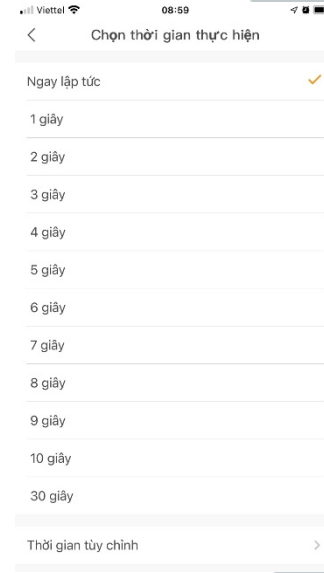 Viettel 08:59
Chọn thời gian thực hiện
Ngay lập tức
1 giây
2 giây
3 giây
4 giây
5 giây
6 giây
7 giây
8 giây
9 giây
10 giây
30 giây
Thời gian tùy chỉnh